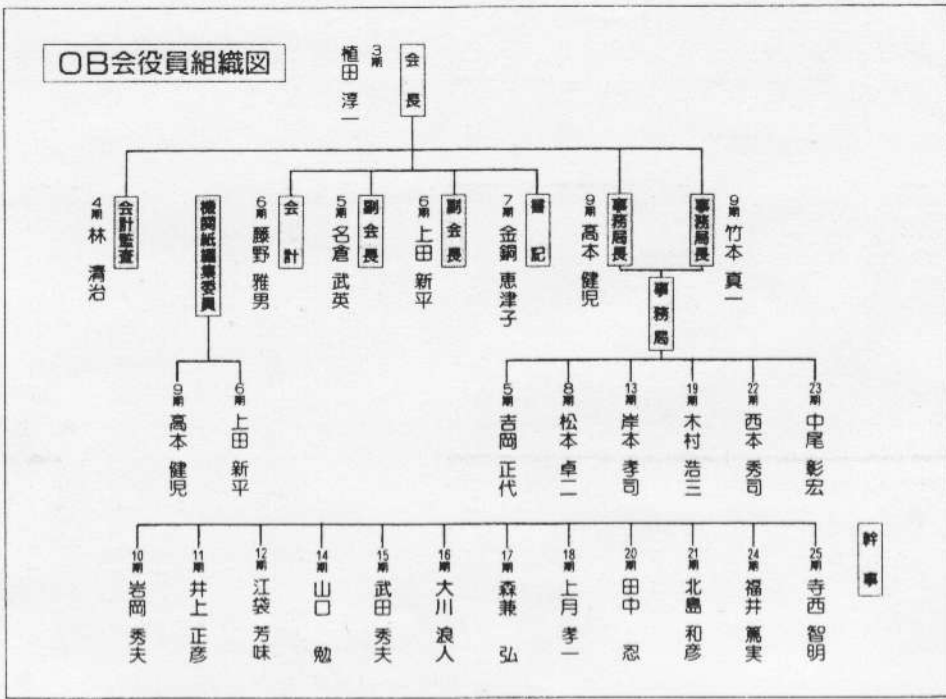 OB会役員組織図
会長
3期 植田 淳一
事務局長
9期 竹本 真一
事務局長
9期 高本 健児
書記
7期 金銅 恵津子
副会長
6期 上田 新平
副会長
5期 名倉 武英
会計
6期 藤野 雅男
機関紙編集委員
会計監査
4期 林 清治
事務局
23期 中尾 彰宏
22期 西本 秀司
19期 木村 浩三
13期 岸本 孝司
8期 松本 卓二
5期 吉岡 正代
6期 上田 新平
9期 高本 健児
幹事
25期 寺西 智明
24期 福井 篤実
21期 北島 和彦
20期 田中 忍
18期 上月 孝一
17期 森兼 弘
16期 大川 浪人
15期 武田 秀夫
14期 山口 勉
12期 江袋 芳味
11期 井上 正彦
10期 岩岡 秀夫